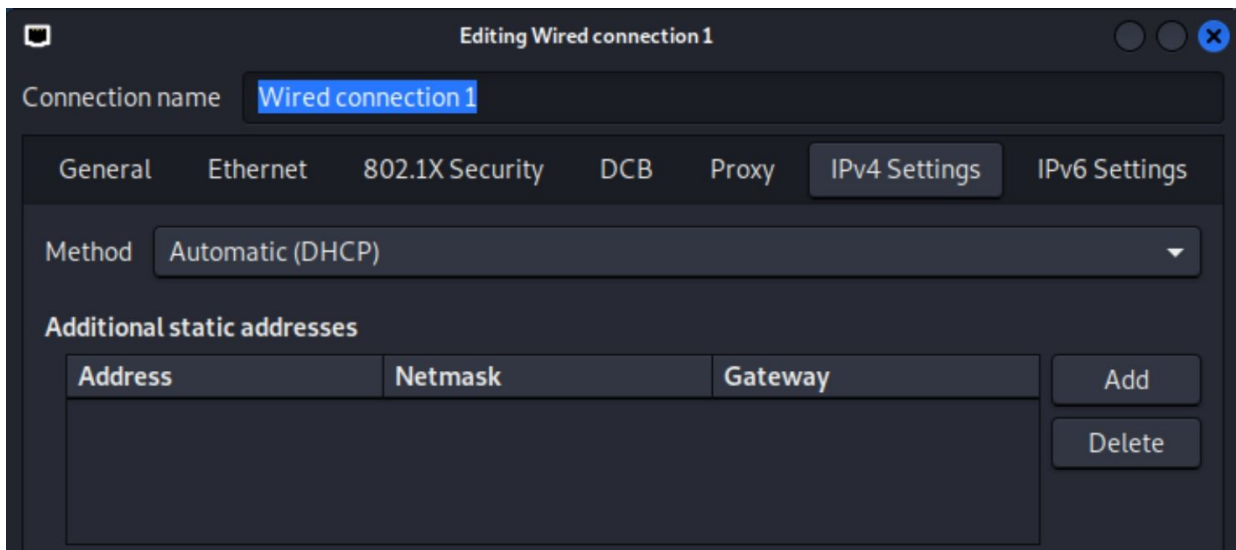 Editing Wired connection 1
Connection name Wired connection 1
General Ethernet 802.1X Security DCB Proxy IPv4 Settings IPv6 Settings
Method Automatic (DHCP)
Additional static addresses
Address Netmask Gateway Add
Delete